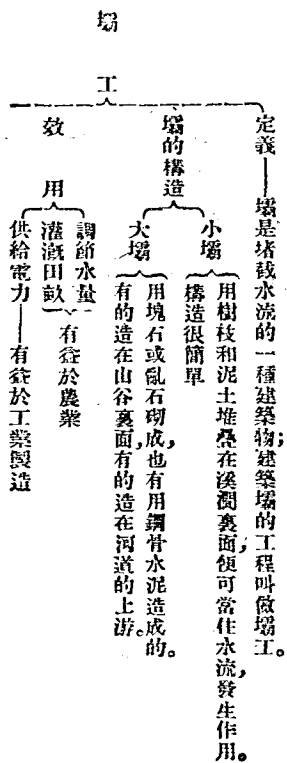 壩工
定義——壩是堵截水流的一種建築物;建築壩的工程叫做壩工。
壩的構造
小壩
用樹枝和泥土堆疊在溪澗裏面,便可當住水流,發生作用。
構造很簡單
大壩
用塊石或亂石砌成,也有用鋼骨水泥造成的。
有的造在山谷裏面,有的造在河道的上游。
效用
調節水量
灌溉田畝
有益於農業
供給電力——有益於工業製造